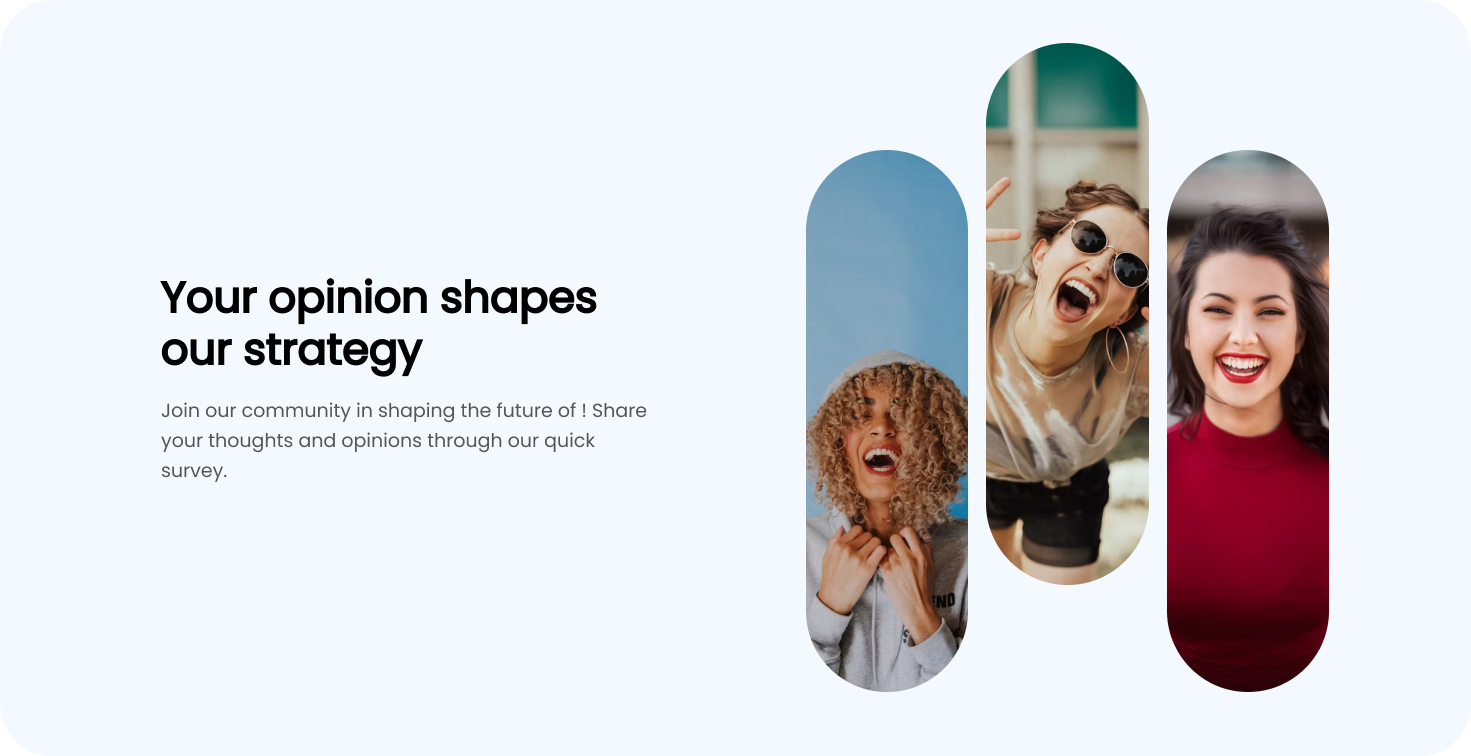 Your opinion shapes
our strategy
Join our community in shaping the future of ! Share
your thoughts and opinions through our quick
survey.
END